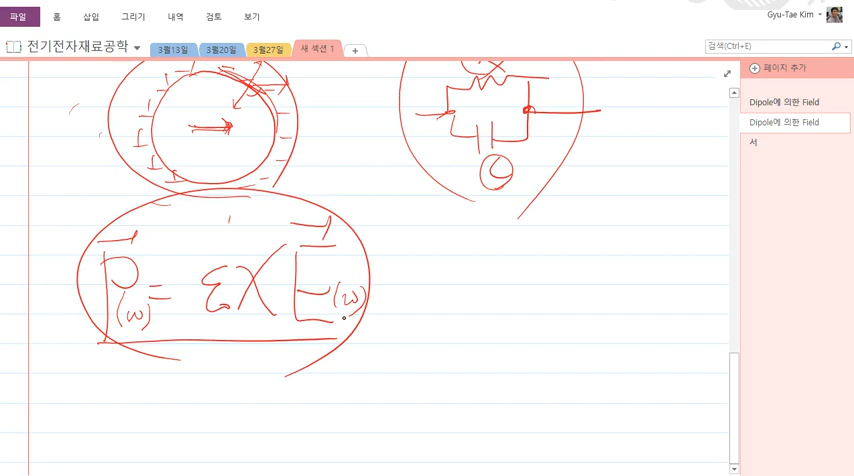 파일 홈 삽입 그리기 내역 검토 보기
Gyu-Tae Kim
전기전자재료공학 3월13일 3월20일 3월27일 새 섹션 1 +
검색(Ctrl+E)
페이지 추가
Dipole에 의한 Field
Dipole에 의한 Field
서
C
P(w) = εχE(w)